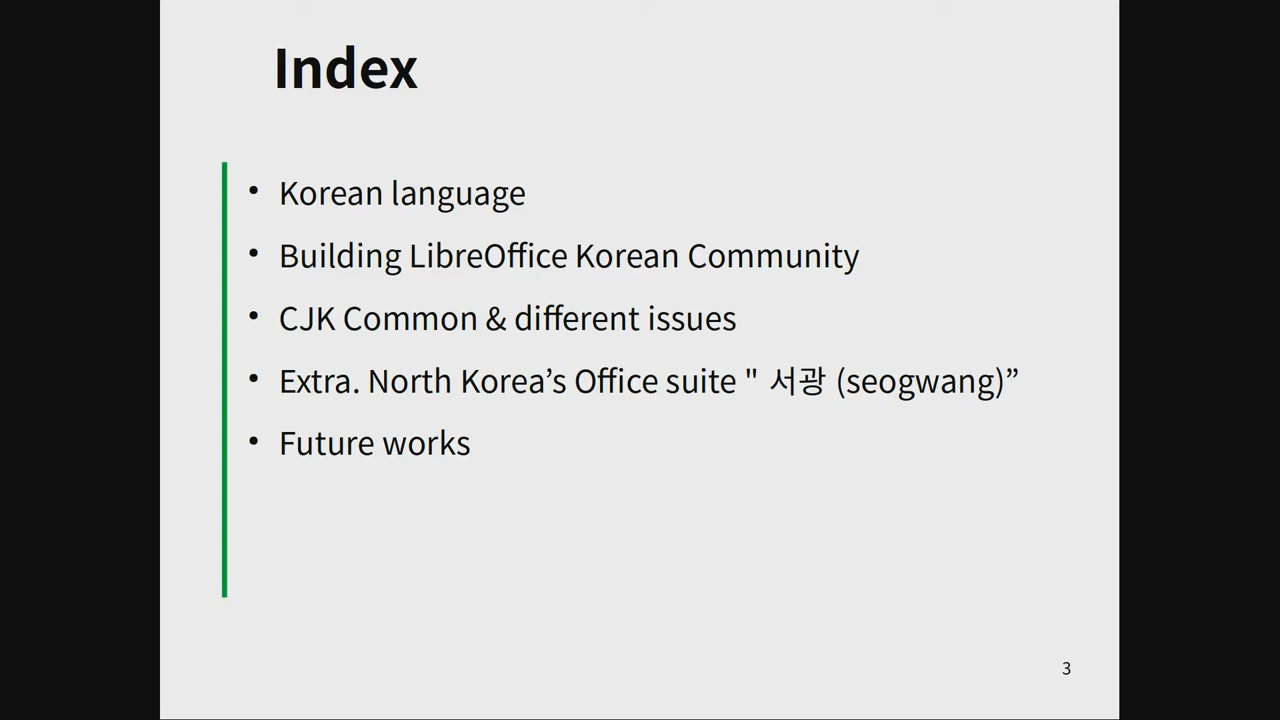 Index
• Korean language
• Building LibreOffice Korean Community
• CJK Common & different issues
• Extra. North Korea’s Office suite " 서광 (seogwang)”
• Future works
3